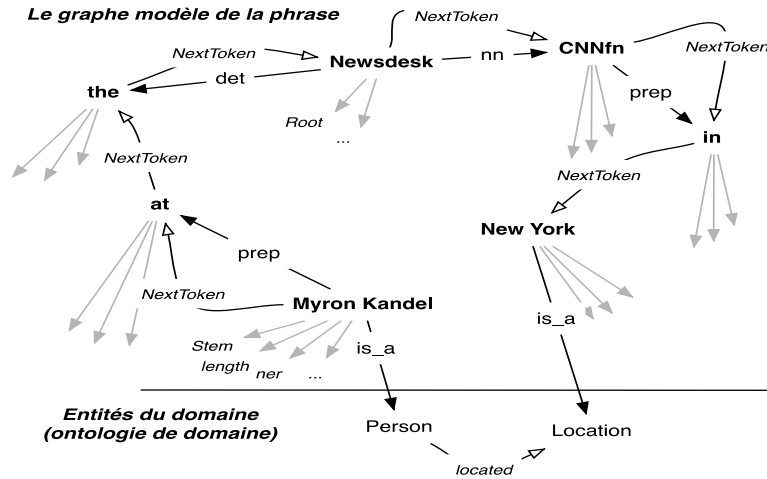 Le graphe modèle de la phrase
NextToken
NextToken
Newsdesk
nn
CNNfn
NextToken
det
the
prep
Root
...
in
NextToken
NextToken
at
New York
prep
NextToken
Myron Kandel
is_a
Stem
is_a
length
ner
...
Entités du domaine
(ontologie de domaine)
Person
Location
located